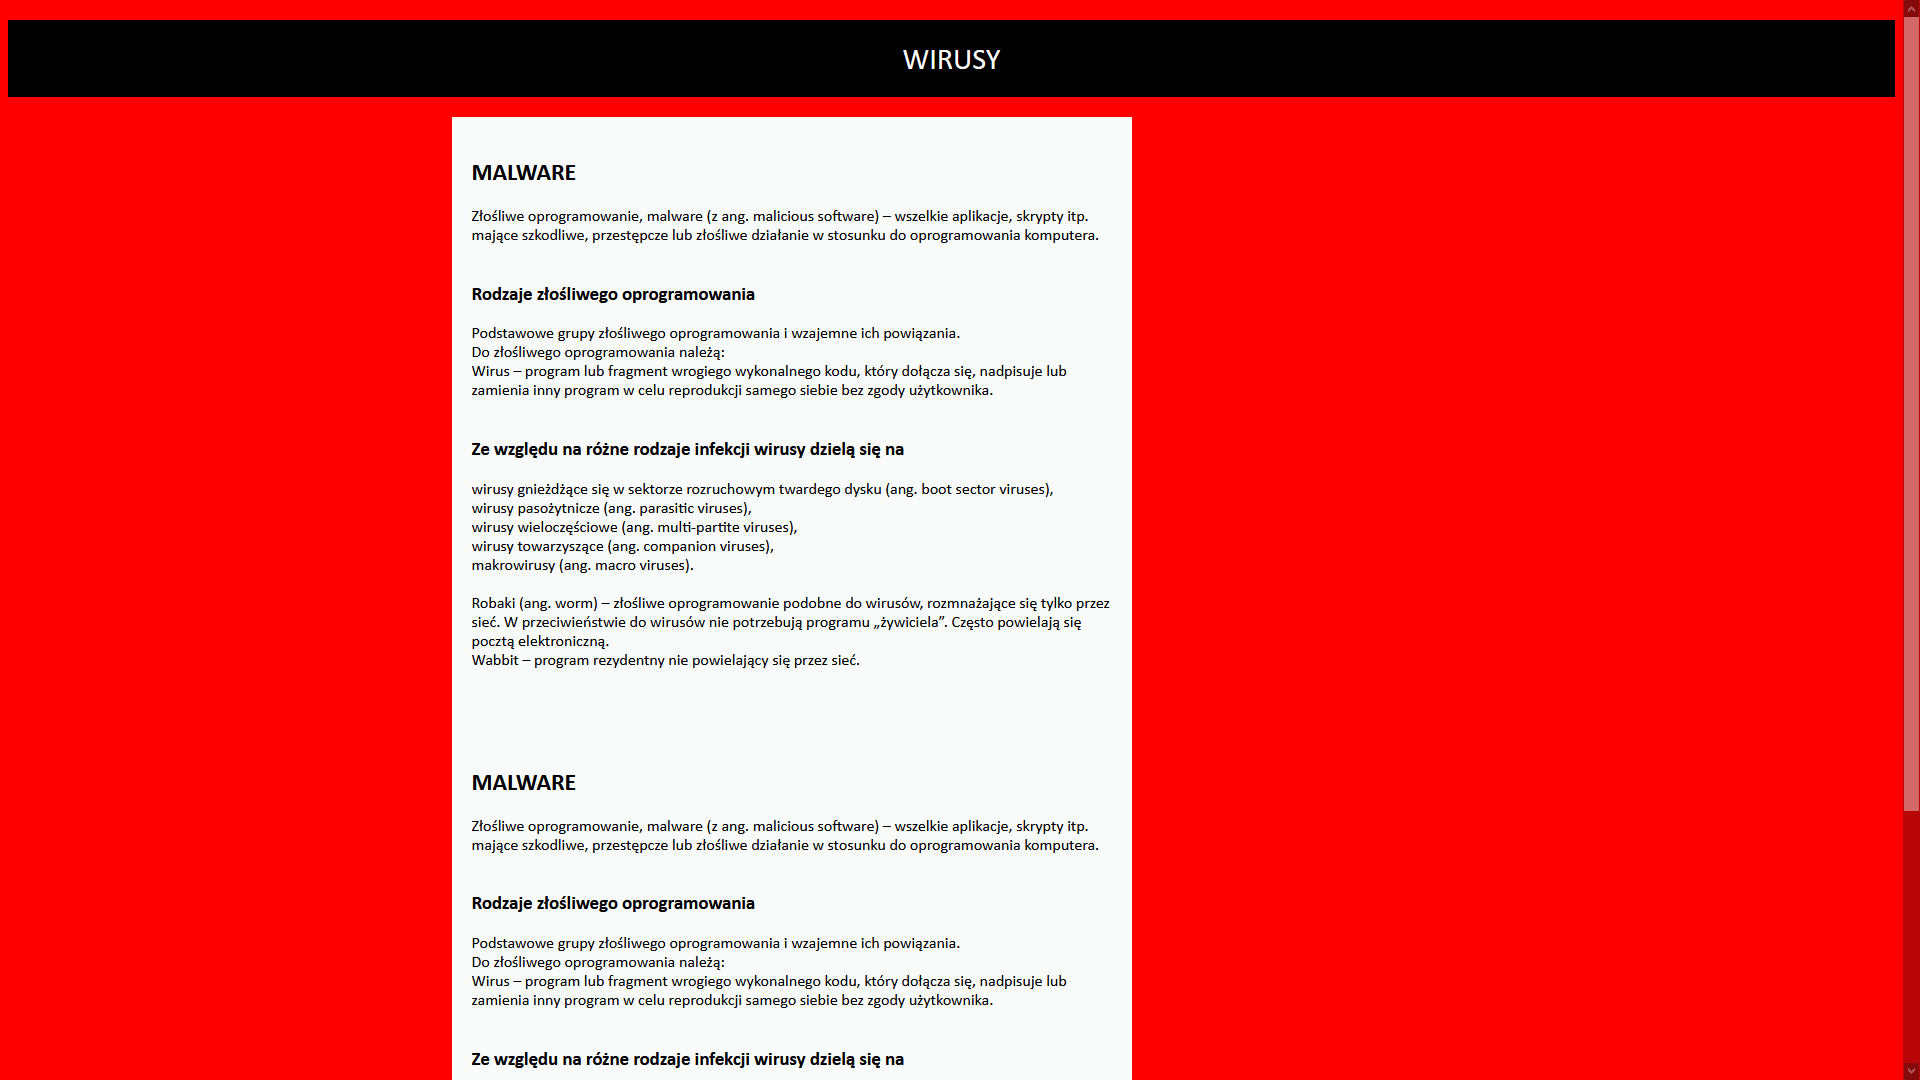 WIRUSY
MALWARE
Złośliwe oprogramowanie, malware (z ang. malicious software) – wszelkie aplikacje, skrypty itp.
mające szkodliwe, przestępcze lub złośliwe działanie w stosunku do oprogramowania komputera.
Rodzaje złośliwego oprogramowania
Podstawowe grupy złośliwego oprogramowania i wzajemne ich powiązania.
Do złośliwego oprogramowania należą:
Wirus – program lub fragment wrogiego wykonalnego kodu, który dołącza się, nadpisuje lub
zamienia inny program w celu reprodukcji samego siebie bez zgody użytkownika.
Ze względu na różne rodzaje infekcji wirusy dzielą się na
wirusy gnieżdżące się w sektorze rozruchowym twardego dysku (ang. boot sector viruses),
wirusy pasożytnicze (ang. parasitic viruses),
wirusy wieloczęściowe (ang. multi-partite viruses),
wirusy towarzyszące (ang. companion viruses),
makrowirusy (ang. macro viruses).
Robaki (ang. worm) – złośliwe oprogramowanie podobne do wirusów, rozmnażające się tylko przez
sieć. W przeciwieństwie do wirusów nie potrzebują programu „żywiciela”. Często powielają się
pocztą elektroniczną.
Wabbit – program rezydentny nie powielający się przez sieć.
MALWARE
Złośliwe oprogramowanie, malware (z ang. malicious software) – wszelkie aplikacje, skrypty itp.
mające szkodliwe, przestępcze lub złośliwe działanie w stosunku do oprogramowania komputera.
Rodzaje złośliwego oprogramowania
Podstawowe grupy złośliwego oprogramowania i wzajemne ich powiązania.
Do złośliwego oprogramowania należą:
Wirus – program lub fragment wrogiego wykonalnego kodu, który dołącza się, nadpisuje lub
zamienia inny program w celu reprodukcji samego siebie bez zgody użytkownika.
Ze względu na różne rodzaje infekcji wirusy dzielą się na